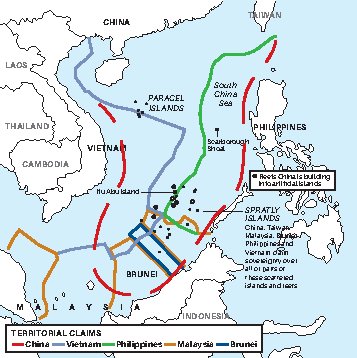 CHINA
TAIWAN
LAOS
PARACEL
ISLANDS
South
China
Sea
THAILAND
VIETNAM
Scarborough
Shoal
PHILIPPINES
CAMBODIA
Reefs China is building
into artificial islands
Hu Abu Island
SPRATLY
ISLANDS
China, Taiwan
Malaysia, Brunei
Philippines and
Vietnam claim
sovereignty over
all or parts of
these scattered
islands and reefs
BRUNEI
MALAYSIA
INDONESIA
TERRITORIAL CLAIMS
China Vietnam Philippines Malaysia Brunei